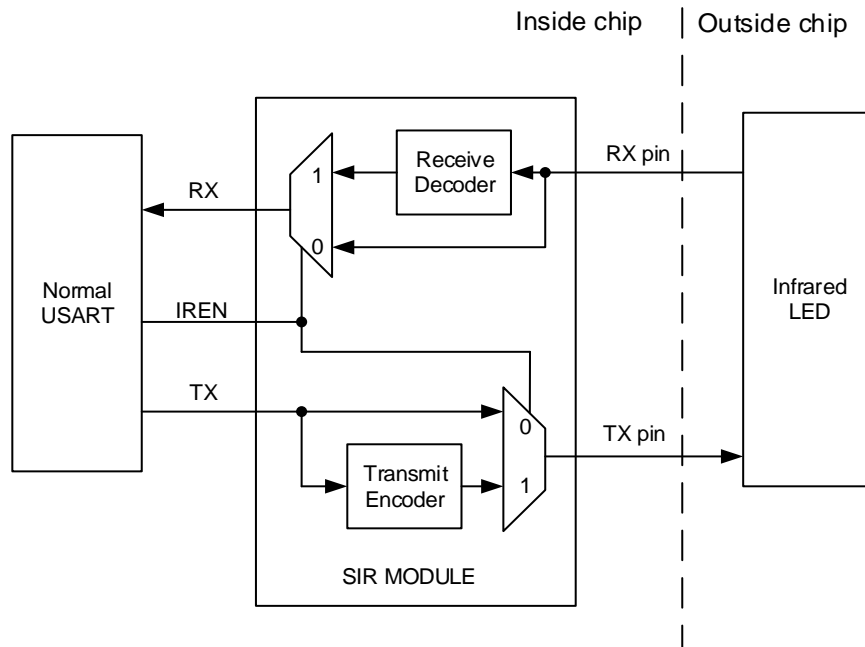 Inside chip
Outside chip
Normal
USART
RX
IREN
TX
1
0
Receive
Decoder
RX pin
0
1
Transmit
Encoder
TX pin
SIR MODULE
Infrared
LED